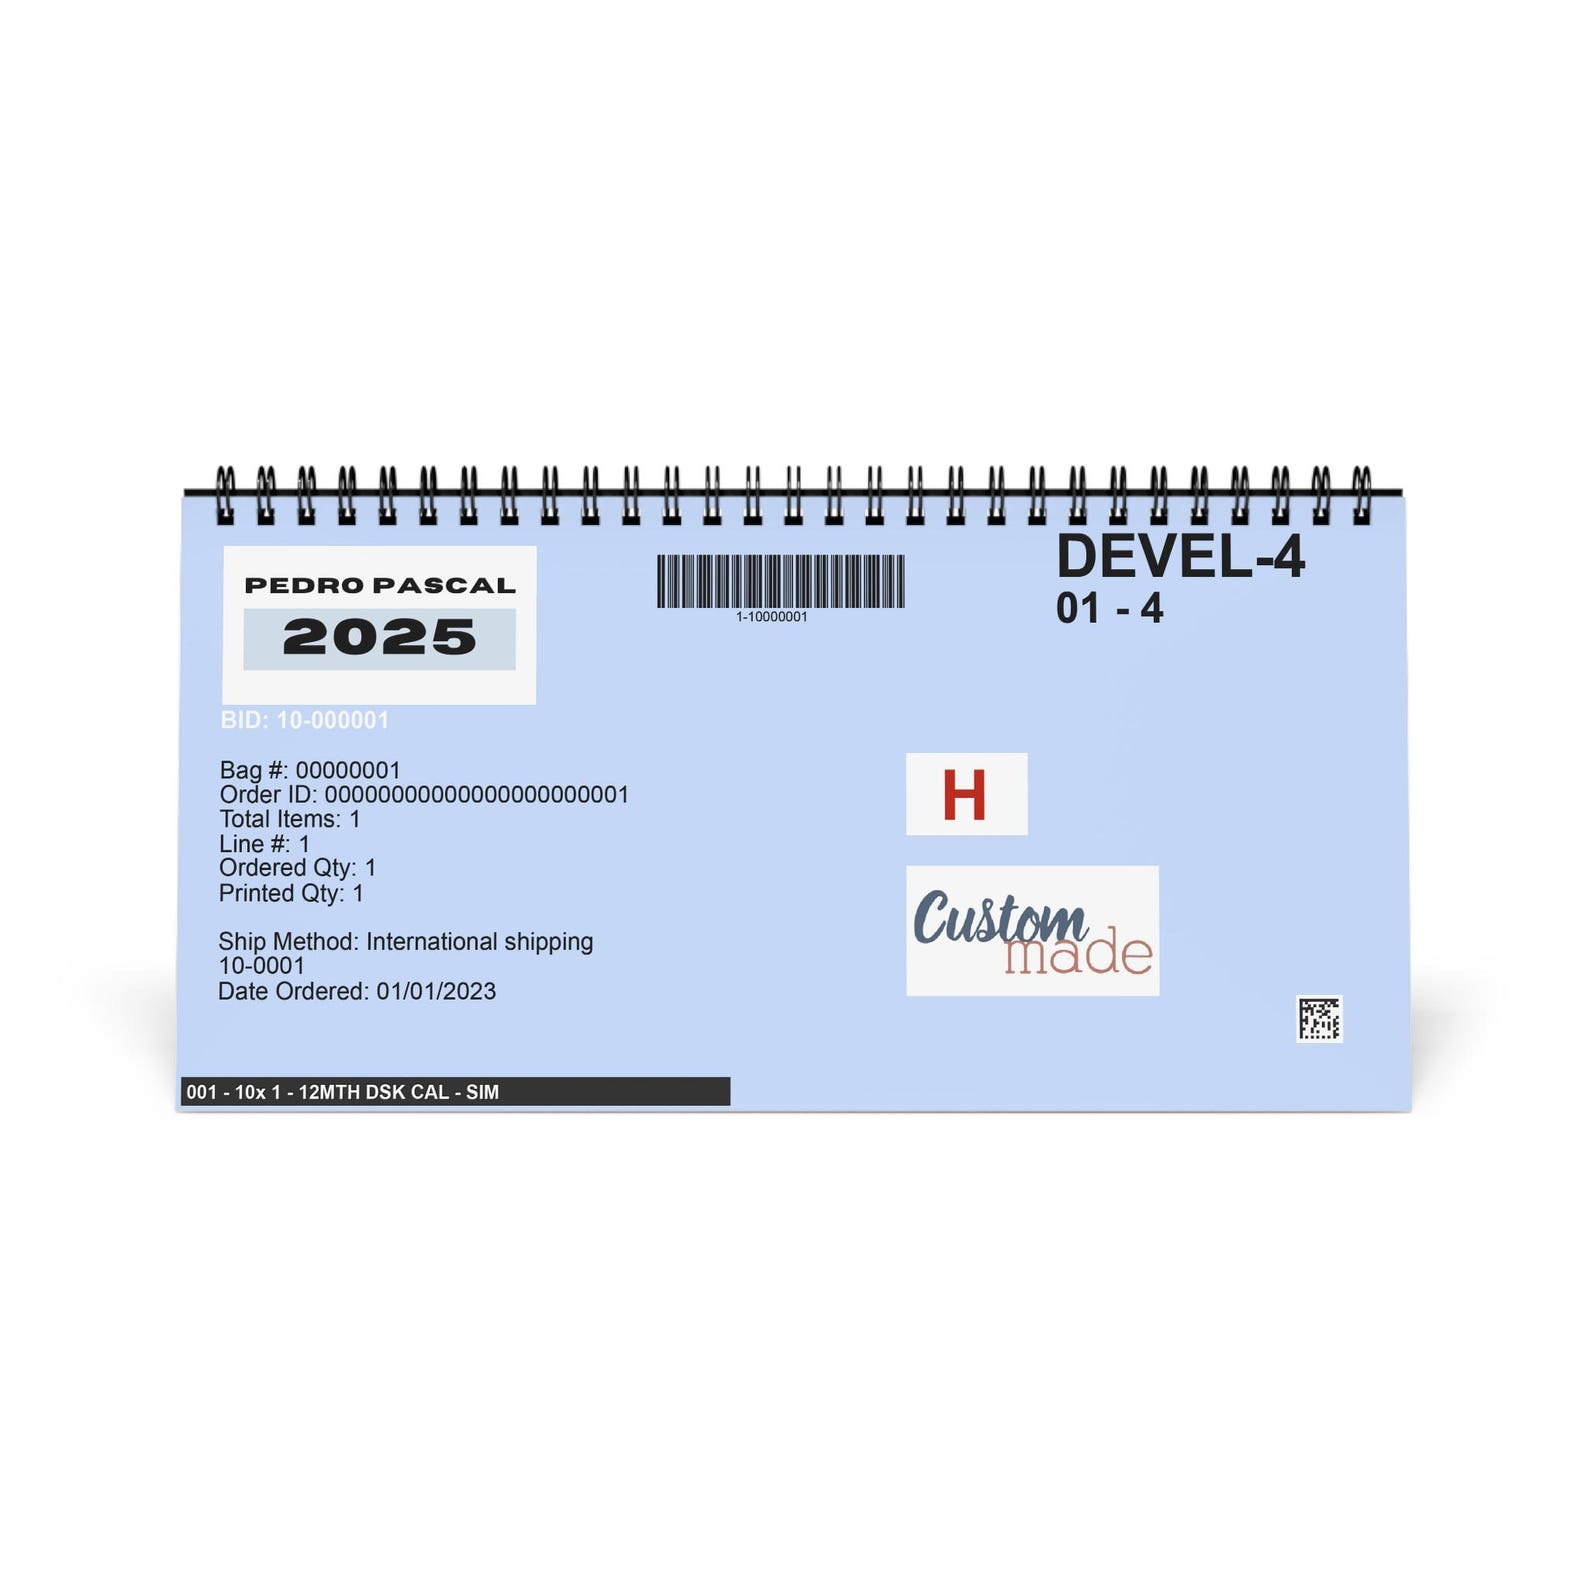 PEDRO PASCAL
2025
BID: 10-000001
1-10000001
DEVEL-4
01 - 4
Bag #: 00000001
Order ID: 00000000000000000000001
Total Items: 1
Line #: 1
Ordered Qty: 1
Printed Qty: 1
Ship Method: International shipping
10-0001
Date Ordered: 01/01/2023
H
Custom
made
001 - 10x 1 - 12MTH DSK CAL - SIM